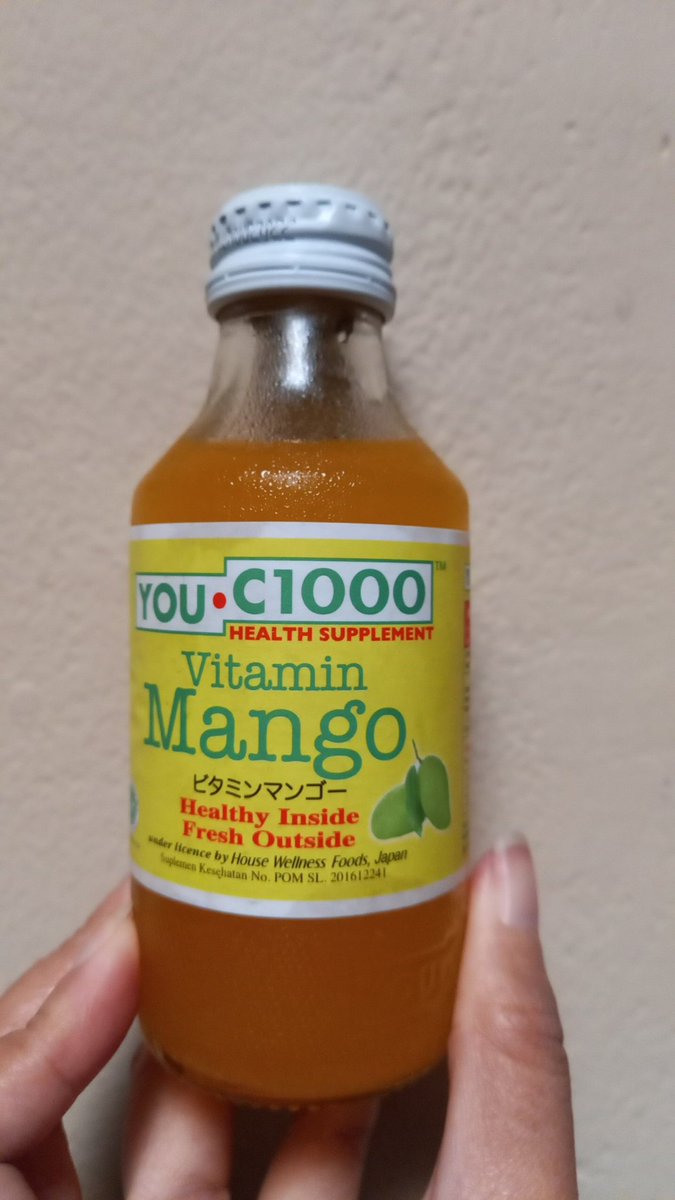 YOU•C1000™
HEALTH SUPPLEMENT
Vitamin
Mango
ビタミンマンゴー
Healthy Inside
Fresh Outside
under licence by House Wellness Foods, Japan
Suplemen Kesehatan No. POM SL. 201612241